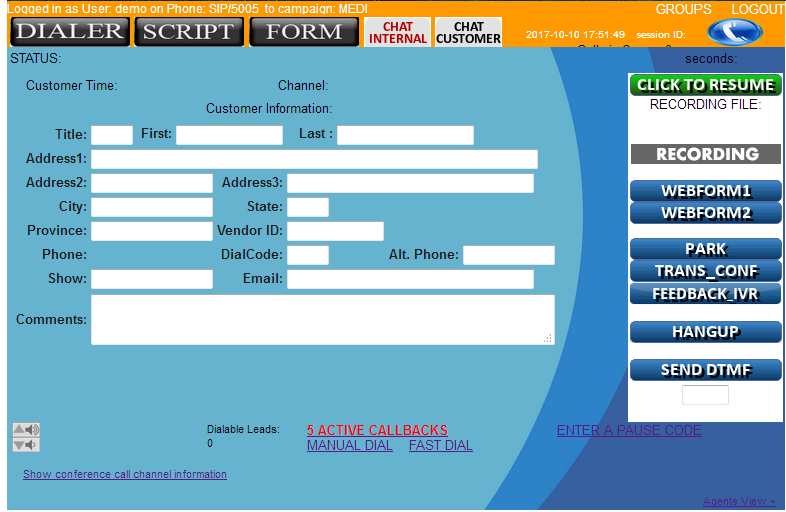 Logged in as User: demo on Phone: SIP/5005 to campaign: MEDI GROUPS LOGOUT
DIALER SCRIPT FORM CHAT INTERNAL CHAT CUSTOMER 2017-10-10 17:51:49 session ID:
STATUS: seconds:
Customer Time: Channel: CLICK TO RESUME
Customer Information: RECORDING FILE:
Title: First: Last :
Address1: RECORDING
Address2: Address3: WEBFORM1
City: State: WEBFORM2
Province: Vendor ID:
Phone: DialCode: Alt. Phone: PARK
Show: Email: TRANS_CONF
FEEDBACK_IVR
Comments: HANGUP
SEND DTMF
Dialable Leads: 5 ACTIVE CALLBACKS ENTER A PAUSE CODE
0 MANUAL DIAL FAST DIAL
Show conference call channel information
Agents View +